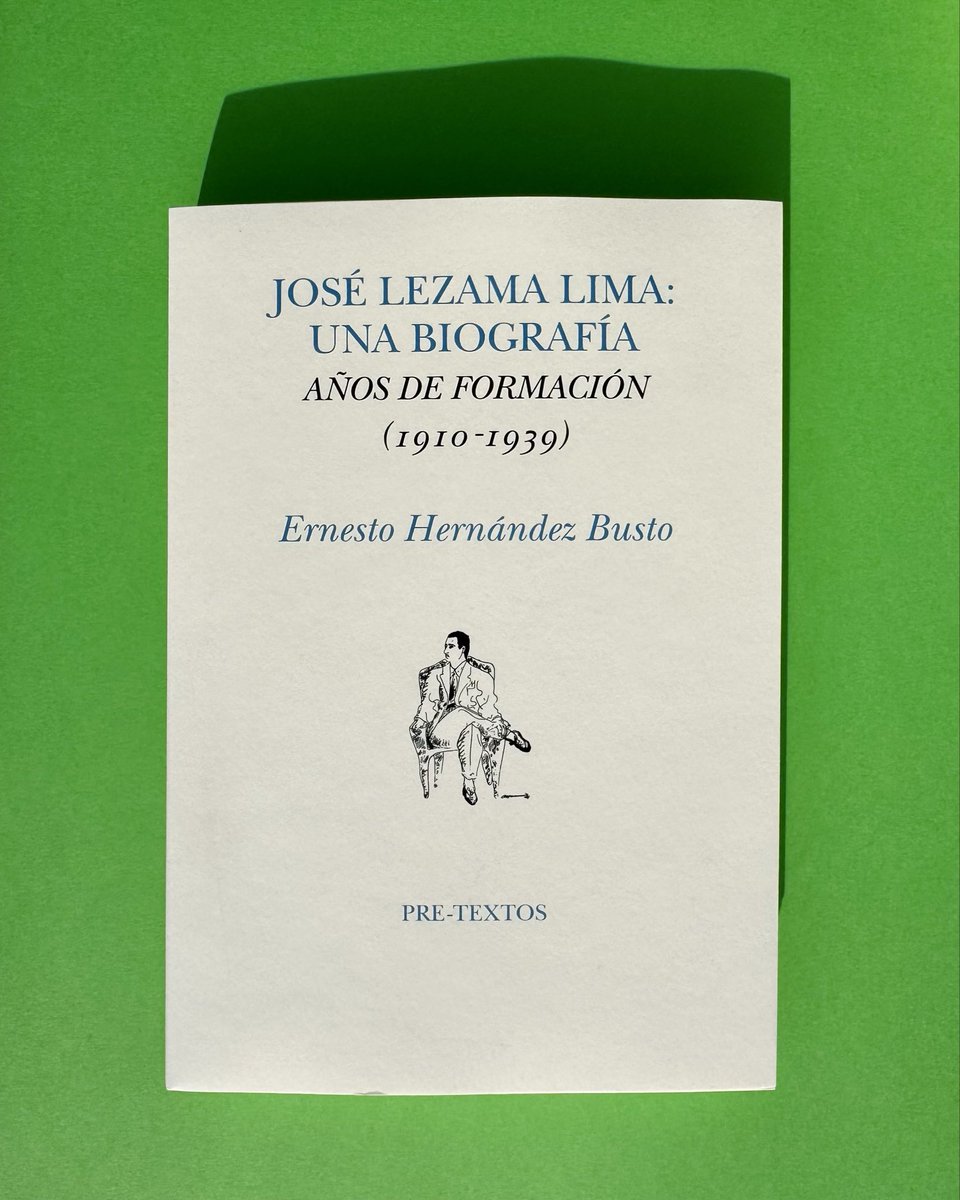 JOSÉ LEZAMA LIMA:
UNA BIOGRAFÍA
AÑOS DE FORMACIÓN
(1910-1939)
Ernesto Hernández Busto
PRE-TEXTOS